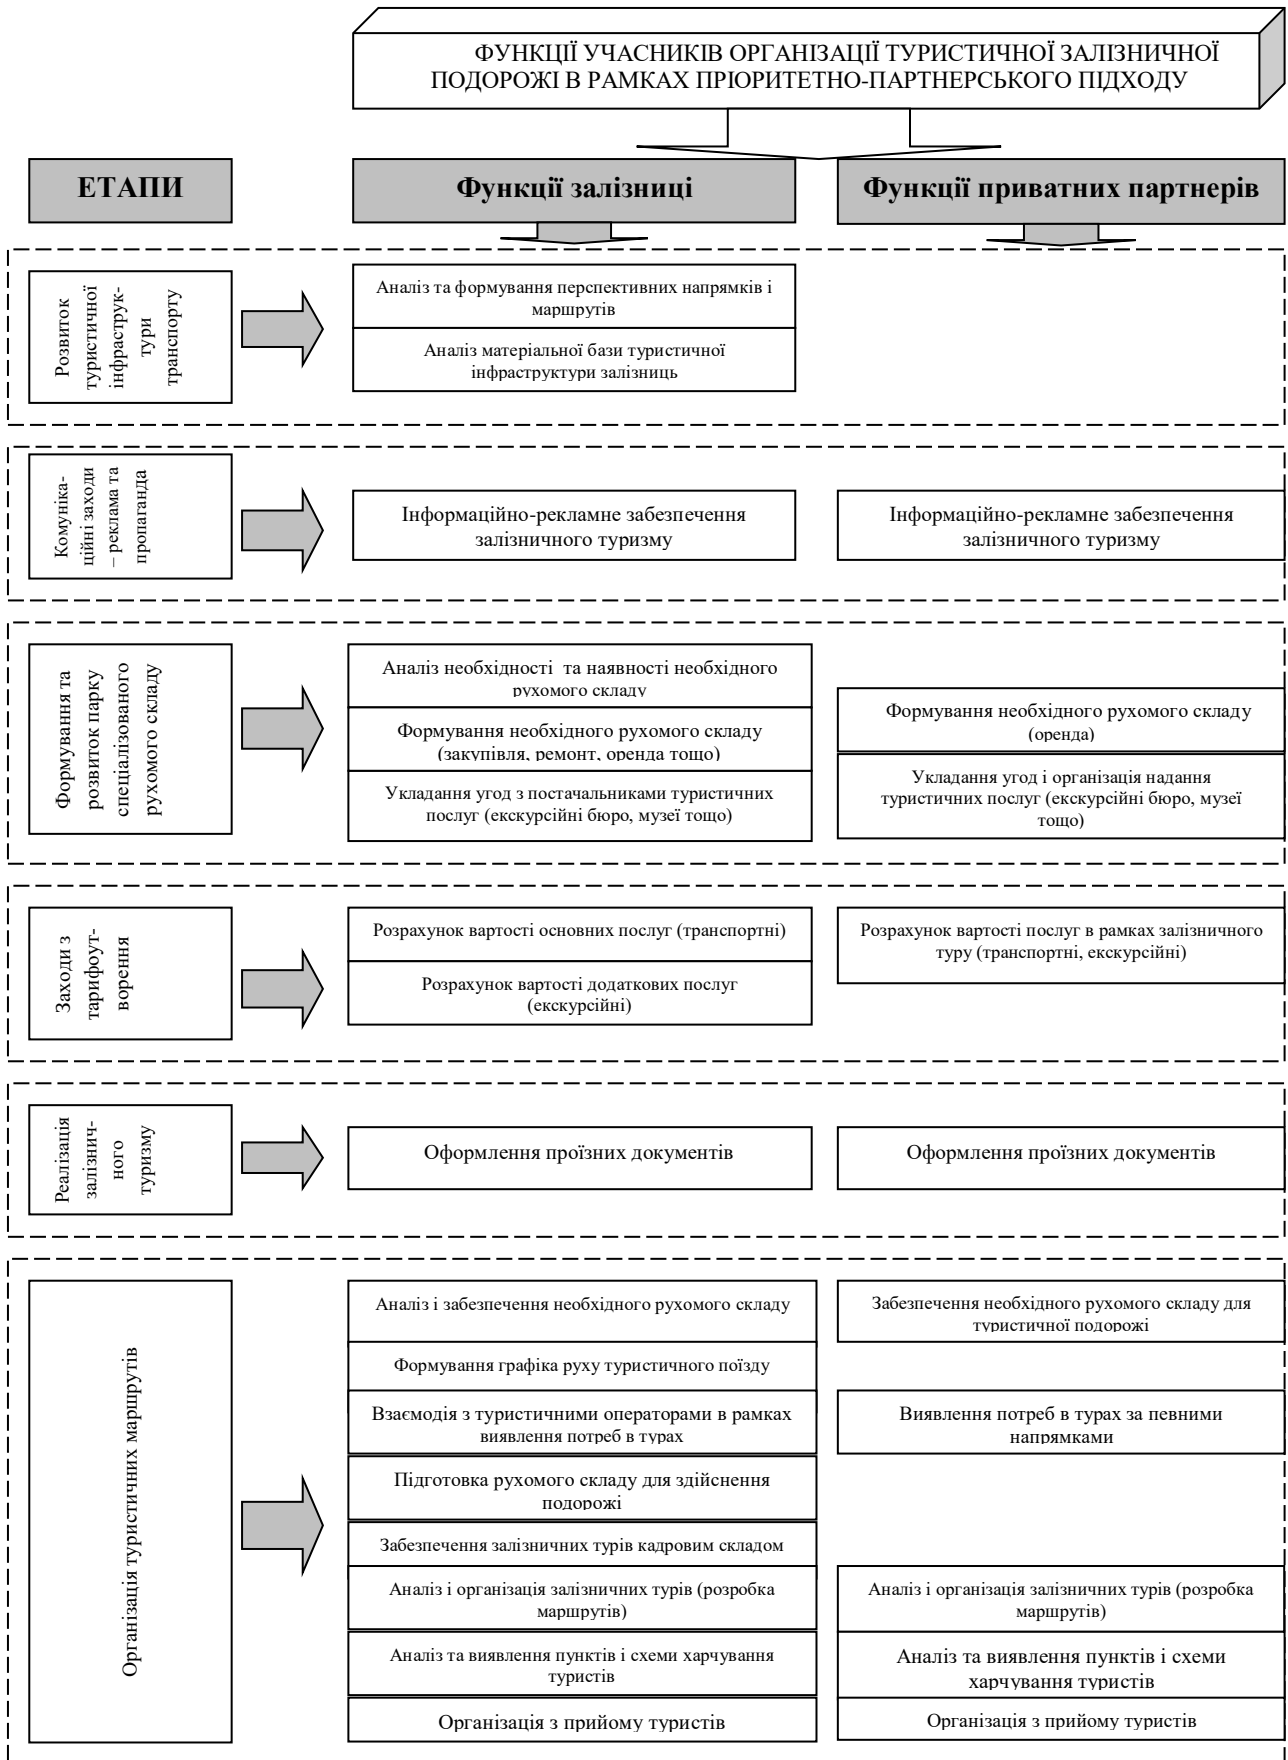 ФУНКЦІЇ УЧАСНИКІВ ОРГАНІЗАЦІЇ ТУРИСТИЧНОЇ ЗАЛІЗНИЧНОЇ
ПОДОРОЖІ В РАМКАХ ПРІОРИТЕТНО-ПАРТНЕРСЬКОГО ПІДХОДУ
ЕТАПИ
Функції залізниці
Функції приватних партнерів
Розвиток
туристичної
інфраструк-
тури
транспорту
Аналіз та формування перспективних напрямків і
маршрутів
Аналіз матеріальної бази туристичної
інфраструктури залізниць
Комуніка-
ційні заходи
– реклама та
пропаганда
Інформаційно-рекламне забезпечення
залізничного туризму
Інформаційно-рекламне забезпечення
залізничного туризму
Формування та
розвиток парку
спеціалізованого
рухомого складу
Аналіз необхідності та наявності необхідного
рухомого складу
Формування необхідного рухомого складу
(закупівля, ремонт, оренда тощо)
Укладання угод з постачальниками туристичних
послуг (екскурсійні бюро, музеї тощо)
Формування необхідного рухомого складу
(оренда)
Укладання угод і організація надання
туристичних послуг (екскурсійні бюро, музеї
тощо)
Заходи з
тарифоут-
ворення
Розрахунок вартості основних послуг (транспортні)
Розрахунок вартості додаткових послуг
(екскурсійні)
Розрахунок вартості послуг в рамках залізничного
туру (транспортні, екскурсійні)
Реалізація
залізнич-
ного
туризму
Оформлення проїзних документів
Оформлення проїзних документів
Організація туристичних маршрутів
Аналіз і забезпечення необхідного рухомого складу
Забезпечення необхідного рухомого складу для
туристичної подорожі
Формування графіка руху туристичного поїзду
Взаємодія з туристичними операторами в рамках
виявлення потреб в турах
Виявлення потреб в турах за певними
напрямками
Підготовка рухомого складу для здійснення
подорожі
Забезпечення залізничних турів кадровим складом
Аналіз і організація залізничних турів (розробка
маршрутів)
Аналіз і організація залізничних турів (розробка
маршрутів)
Аналіз та виявлення пунктів і схеми харчування
туристів
Аналіз та виявлення пунктів і схеми
харчування туристів
Організація з прийому туристів
Організація з прийому туристів